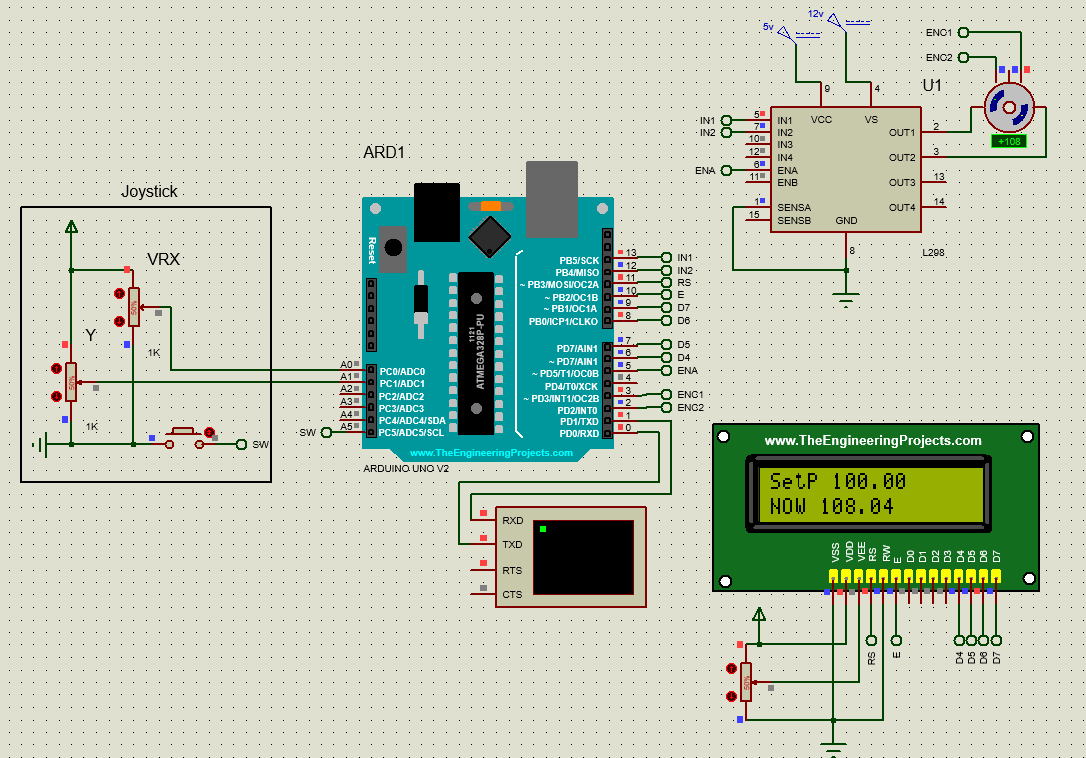 Joystick
VRX
1K
Y
1K
50%
50%
SW
SW
ARD1
Reset
1121
ATMEGA328P-PU
A0
A1
A2
A3
A4
A5
PC0/ADC0
PC1/ADC1
PC2/ADC2
PC3/ADC3
PC4/ADC4/SDA
PC5/ADC5/SCL
PB5/SCK 13 IN1
PB4/MISO 12 IN2
~ PB3/MOSI/OC2A 11 RS
~ PB2/OC1B 10 E
~ PB1/OC1A 9 D7
PB0/ICP1/CLKO 8 D6
PD7/AIN1 7 D5
~ PD7/AIN1 6 D4
~ PD5/T1/OC0B 5 ENA
PD4/T0/XCK 4
~ PD3/INT1/OC2B 3 ENC1
PD2/INT0 2 ENC2
PD1/TXD 1
PD0/RXD 0
www.TheEngineeringProjects.com
ARDUINO UNO V2
RXD
TXD
RTS
CTS
5v
12v
ENC1
ENC2
U1
9
4
VCC
VS
IN1 5 IN1
IN2 7 IN2
10 IN3
12 IN4
ENA 6 ENA
11 ENB
1 SENSA
15 SENSB
OUT1 2
OUT2 3
OUT3 13
OUT4 14
GND
8
L298
+108
www.TheEngineeringProjects.com
SetP 100.00
NOW 108.04
VSS
VDD
VEE
RS
RW
E
D0
D1
D2
D3
D4
D5
D6
D7
RS
E
D4
D5
D6
D7
50%